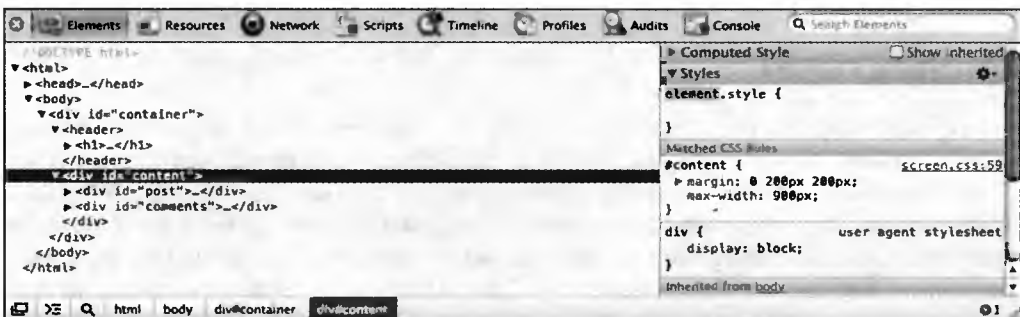 Elements Resources Network Scripts Timeline Profiles Audits Console Search Elements
<!DOCTYPE html>
▼<html>
▶<head>…</head>
▼<body>
▼<div id="container">
▼<header>
▶<h1>…</h1>
</header>
▼<div id="content">
▶<div id="post">…</div>
▶<div id="comments">…</div>
</div>
</div>
</body>
</html>
▶ Computed Style Show inherited
▼ Styles
element.style {
}
Matched CSS Rules
#content { screen.css:59
▶ margin: 0 200px 200px;
max-width: 900px;
}
div { user agent stylesheet
display: block;
}
Inherited from body
html body div#container div#content 1